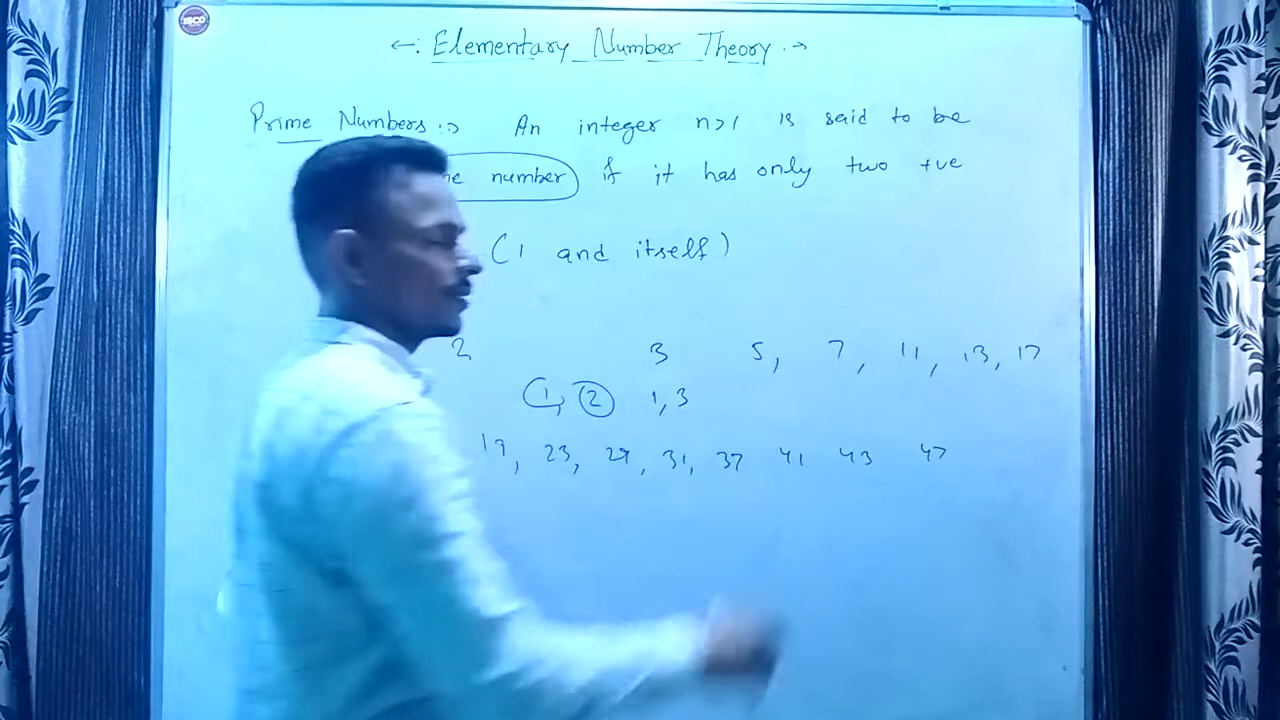 ISCO
←: Elementary Number Theory :→
Prime Numbers :→ An integer n>1 is said to be
number if it has only two +ve
(1 and itself)
2 3 5, 7, 11, 13, 17
1, 2 1, 3
19, 23, 29, 31, 37 41 43 47